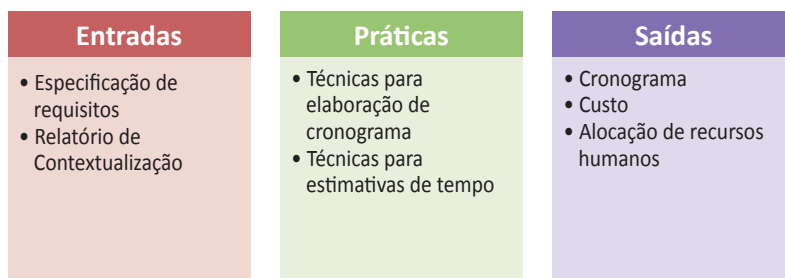 Entradas
• Especificação de
requisitos
• Relatório de
Contextualização
Práticas
• Técnicas para
elaboração de
cronograma
• Técnicas para
estimativas de tempo
Saídas
• Cronograma
• Custo
• Alocação de recursos
humanos